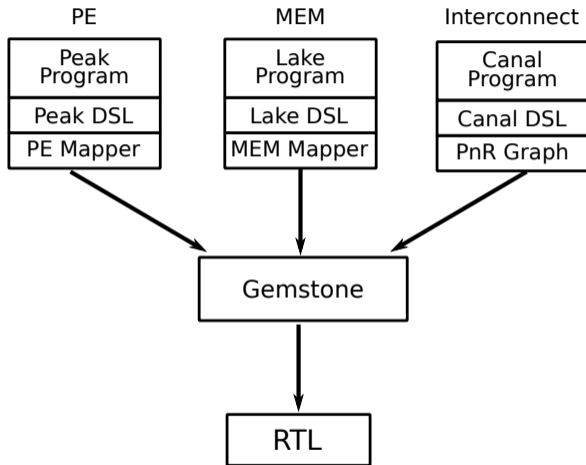 PE
Peak
Program
Peak DSL
PE Mapper
MEM
Lake
Program
Lake DSL
MEM Mapper
Interconnect
Canal
Program
Canal DSL
PnR Graph
Gemstone
RTL